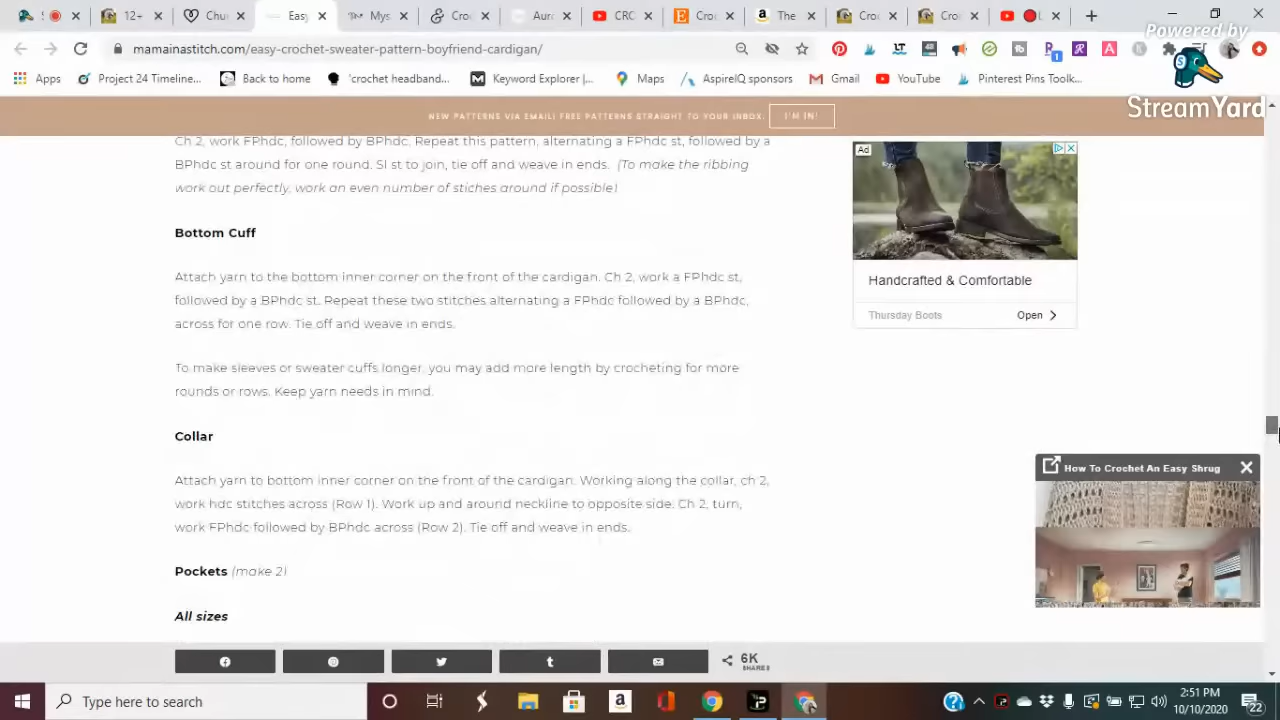 12+
Chu
Easy
Mys
Cro
Auro
CRC
Croc
The
Croc
Croc
Powered by
mamainastitch.com/easy-crochet-sweater-pattern-boyfriend-cardigan/
Apps
Project 24 Timeline...
Back to home
'crochet headband...
Keyword Explorer |...
Maps
AspireIQ sponsors
Gmail
YouTube
Pinterest Pins Toolk...
StreamYard
NEW PATTERNS VIA EMAIL! FREE PATTERNS STRAIGHT TO YOUR INBOX.
I'M IN!
Ch 2, work FPhdc, followed by BPhdc. Repeat this pattern, alternating a FPhdc st, followed by a
BPhdc st around for one round. Sl st to join, tie off and weave in ends. (To make the ribbing
work out perfectly, work an even number of stiches around if possible)
Bottom Cuff
Attach yarn to the bottom inner corner on the front of the cardigan. Ch 2, work a FPhdc st,
followed by a BPhdc st. Repeat these two stitches alternating a FPhdc followed by a BPhdc,
across for one row. Tie off and weave in ends.
To make sleeves or sweater cuffs longer, you may add more length by crocheting for more
rounds or rows. Keep yarn needs in mind.
Collar
Attach yarn to bottom inner corner on the front of the cardigan. Working along the collar, ch 2,
work hdc stitches across (Row 1). Work up and around neckline to opposite side. Ch 2, turn,
work FPhdc followed by BPhdc across (Row 2). Tie off and weave in ends.
Pockets (make 2)
All sizes
Ad
Handcrafted & Comfortable
Thursday Boots
Open
How To Crochet An Easy Shrug
6K
SHARES
Type here to search
2:51 PM
10/10/2020
22